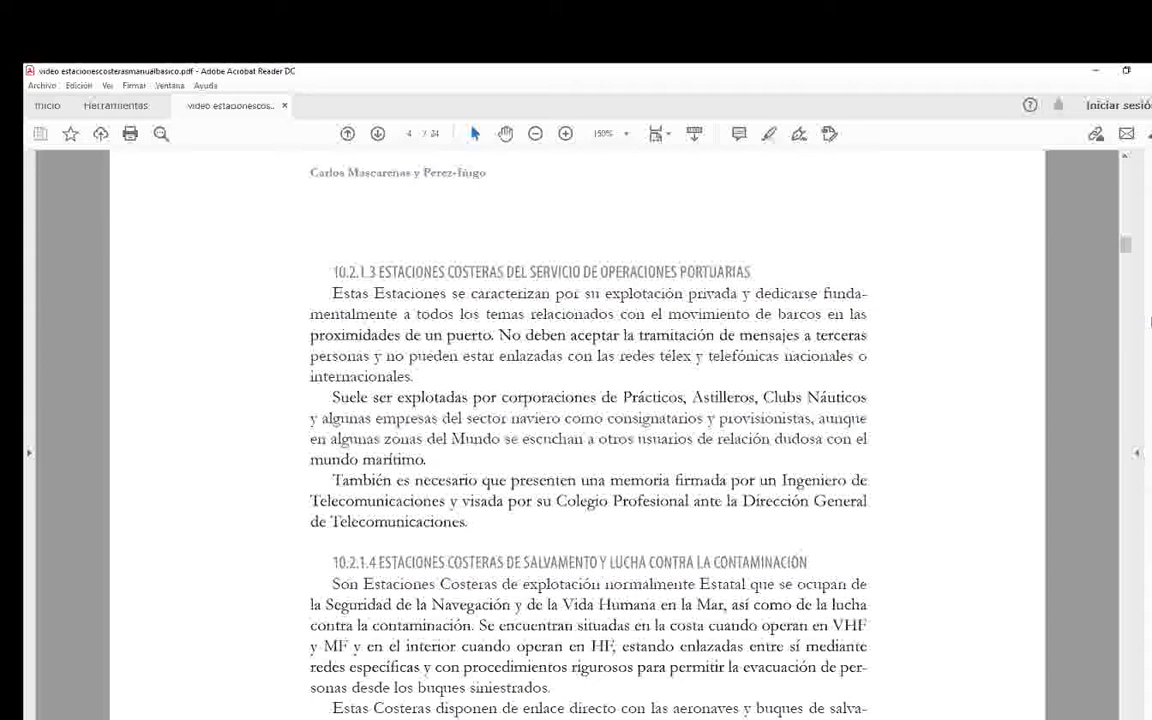 video estacionescosterasmanualbasico.pdf - Adobe Acrobat Reader DC
Archivo Edición Ver Firmar Ventana Ayuda
Inicio Herramientas video estacionescos... Iniciar sesió
4 / 24 150%
Carlos Mascareñas y Perez-Iñigo
10.2.1.3 ESTACIONES COSTERAS DEL SERVICIO DE OPERACIONES PORTUARIAS
Estas Estaciones se caracterizan por su explotación privada y dedicarse funda-
mentalmente a todos los temas relacionados con el movimiento de barcos en las
proximidades de un puerto. No deben aceptar la tramitación de mensajes a terceras
personas y no pueden estar enlazadas con las redes télex y telefónicas nacionales o
internacionales.
Suele ser explotadas por corporaciones de Prácticos, Astilleros, Clubs Náuticos
y algunas empresas del sector naviero como consignatarios y provisionistas, aunque
en algunas zonas del Mundo se escuchan a otros usuarios de relación dudosa con el
mundo marítimo.
También es necesario que presenten una memoria firmada por un Ingeniero de
Telecomunicaciones y visada por su Colegio Profesional ante la Dirección General
de Telecomunicaciones.
10.2.1.4 ESTACIONES COSTERAS DE SALVAMENTO Y LUCHA CONTRA LA CONTAMINACIÓN
Son Estaciones Costeras de explotación normalmente Estatal que se ocupan de
la Seguridad de la Navegación y de la Vida Humana en la Mar, así como de la lucha
contra la contaminación. Se encuentran situadas en la costa cuando operan en VHF
y MF y en el interior cuando operan en HF, estando enlazadas entre sí mediante
redes específicas y con procedimientos rigurosos para permitir la evacuación de per-
sonas desde los buques siniestrados.
Estas Costeras disponen de enlace directo con las aeronaves y buques de salva-